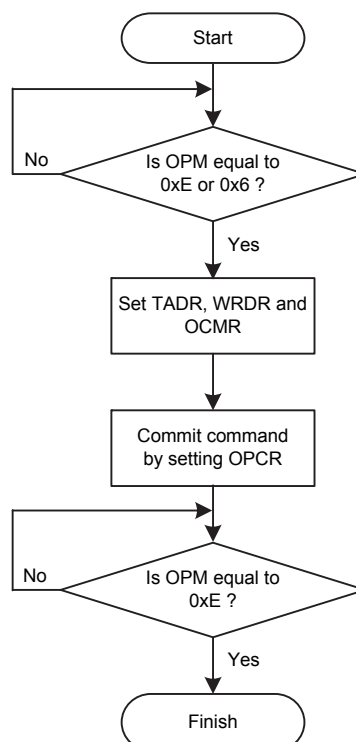 Start
Is OPM equal to
0xE or 0x6 ?
No
Yes
Set TADR, WRDR and
OCMR
Commit command
by setting OPCR
Is OPM equal to
0xE ?
No
Yes
Finish